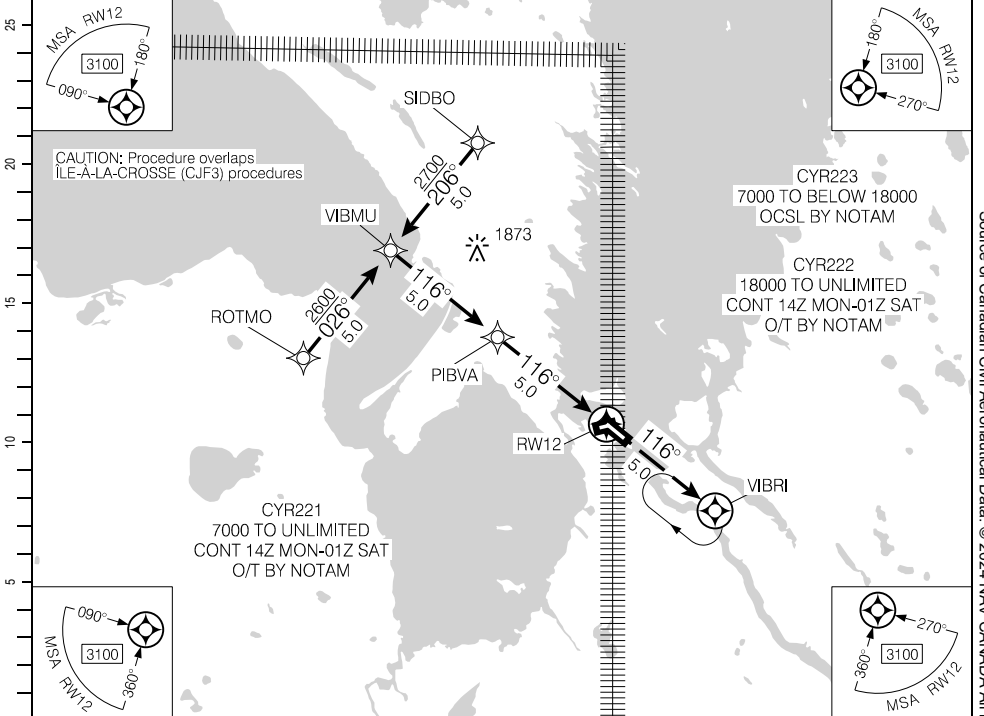 25
20
15
10
5
MSA RW12
3100
180°
090°
MSA RW12
3100
180°
270°
CAUTION: Procedure overlaps
ÎLE-À-LA-CROSSE (CJF3) procedures
SIDBO
2700
206°
5.0
VIBMU
1873
116°
5.0
2600
026°
5.0
ROTMO
PIBVA
116°
5.0
RW12
116°
5.0
VIBRI
CYR223
7000 TO BELOW 18000
OCSL BY NOTAM
CYR222
18000 TO UNLIMITED
CONT 14Z MON-01Z SAT
O/T BY NOTAM
CYR221
7000 TO UNLIMITED
CONT 14Z MON-01Z SAT
O/T BY NOTAM
090°
3100
360°
MSA RW12
270°
3100
360°
MSA RW12
Source of Canadian Civil Aeronautical Data: © 2024 NAV CANADA All